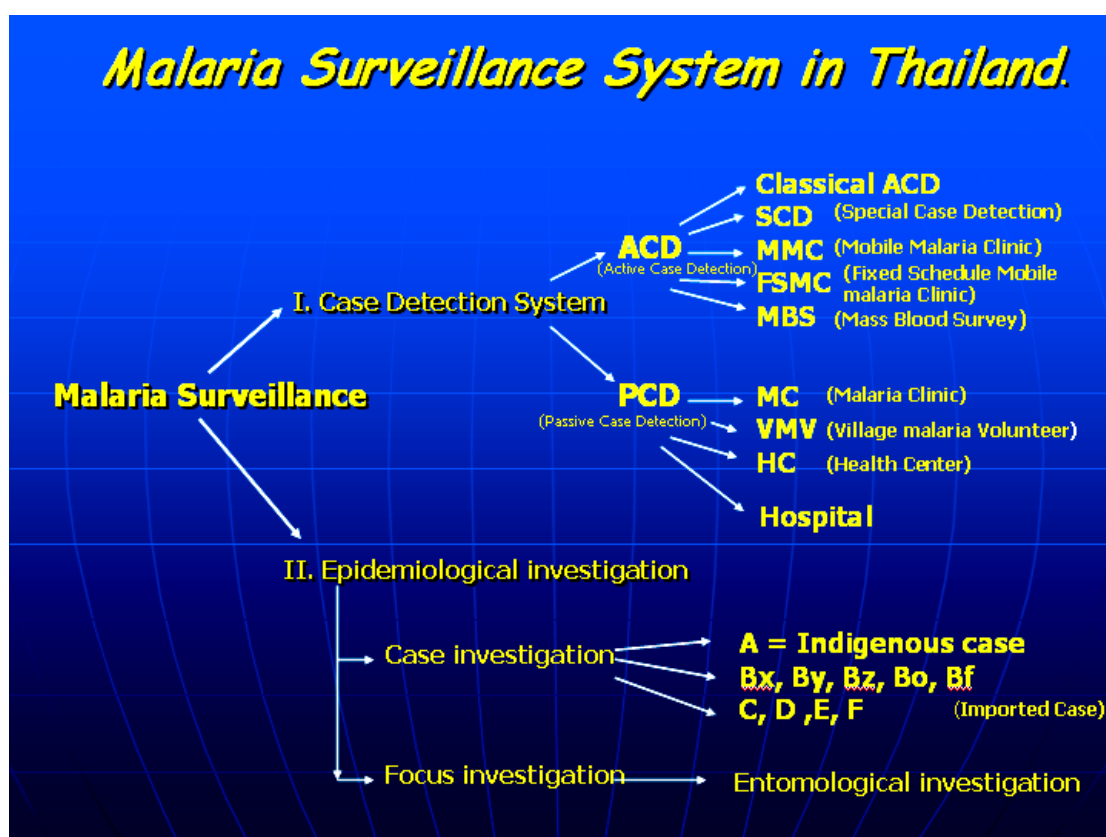 Malaria Surveillance System in Thailand.
Classical ACD
SCD (Special Case Detection)
ACD
(Active Case Detection)
MMC (Mobile Malaria Clinic)
FSMC (Fixed Schedule Mobile
malaria Clinic)
MBS (Mass Blood Survey)
I. Case Detection System
Malaria Surveillance
PCD
(Passive Case Detection)
MC (Malaria Clinic)
VMV (Village malaria Volunteer)
HC (Health Center)
Hospital
II. Epidemiological investigation
Case investigation
A = Indigenous case
Bx, By, Bz, Bo, Bf
C, D ,E, F (Imported Case)
Focus investigation
Entomological investigation